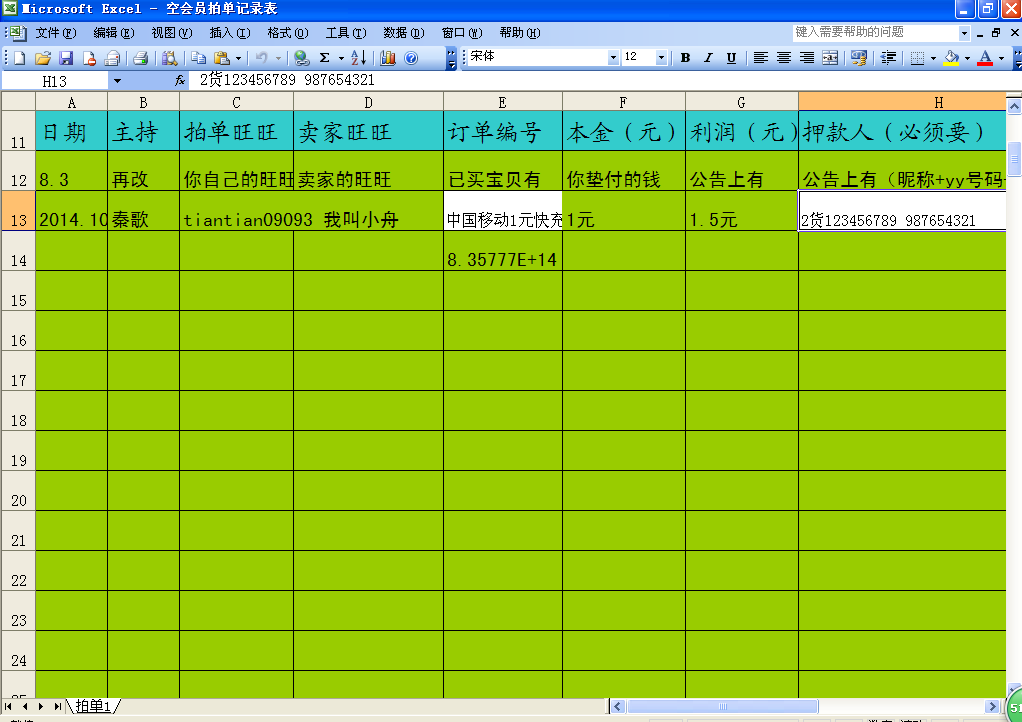 Microsoft Excel - 空会员拍单记录表
文件(F) 编辑(E) 视图(V) 插入(I) 格式(O) 工具(T) 数据(D) 窗口(W) 帮助(H) 键入需要帮助的问题
宋体 12 B I U A
H13 fx 2货123456789 987654321
A B C D E F G H
11 日期 主持 拍单旺旺 卖家旺旺 订单编号 本金（元） 利润（元） 押款人（必须要）
12 8.3 再改 你自己的旺旺 卖家的旺旺 已买宝贝有 你垫付的钱 公告上有 公告上有（昵称+yy号码
13 2014.10 秦歌 tiantian09093 我叫小舟 中国移动1元快充 1元 1.5元 2货123456789 987654321
14 8.35777E+14
15
16
17
18
19
20
21
22
23
24
拍单1
51